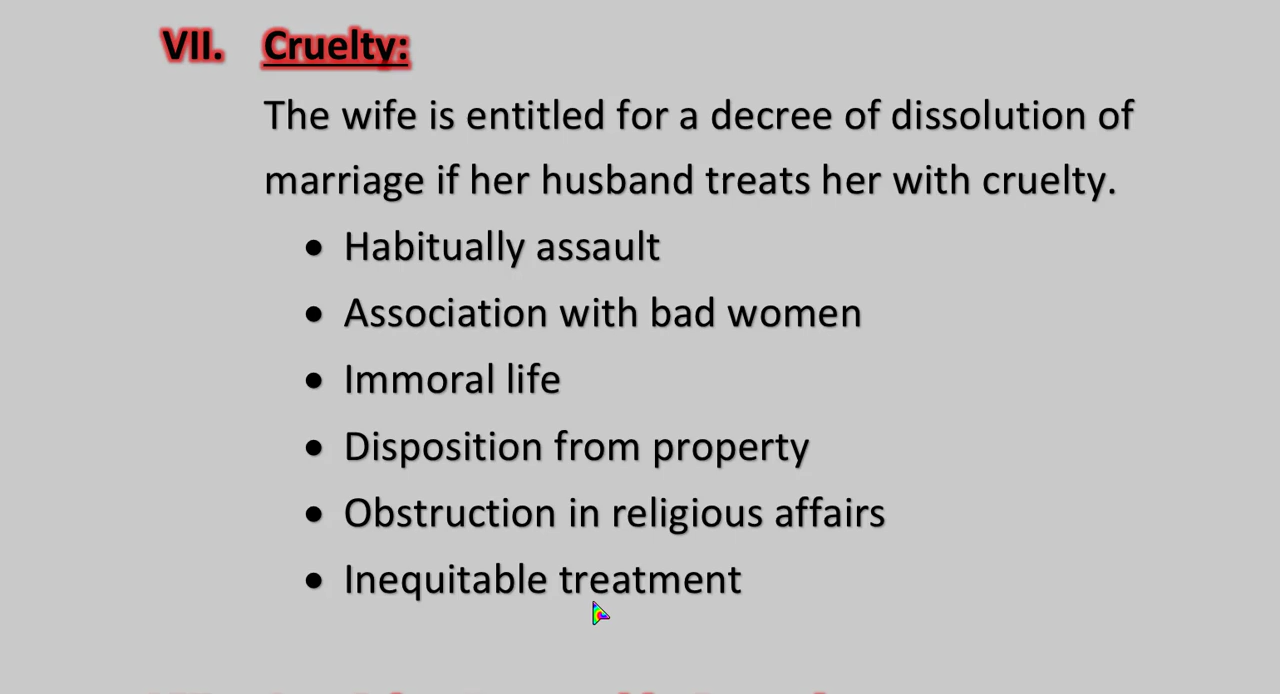 VII. Cruelty:
The wife is entitled for a decree of dissolution of
marriage if her husband treats her with cruelty.
• Habitually assault
• Association with bad women
• Immoral life
• Disposition from property
• Obstruction in religious affairs
• Inequitable treatment